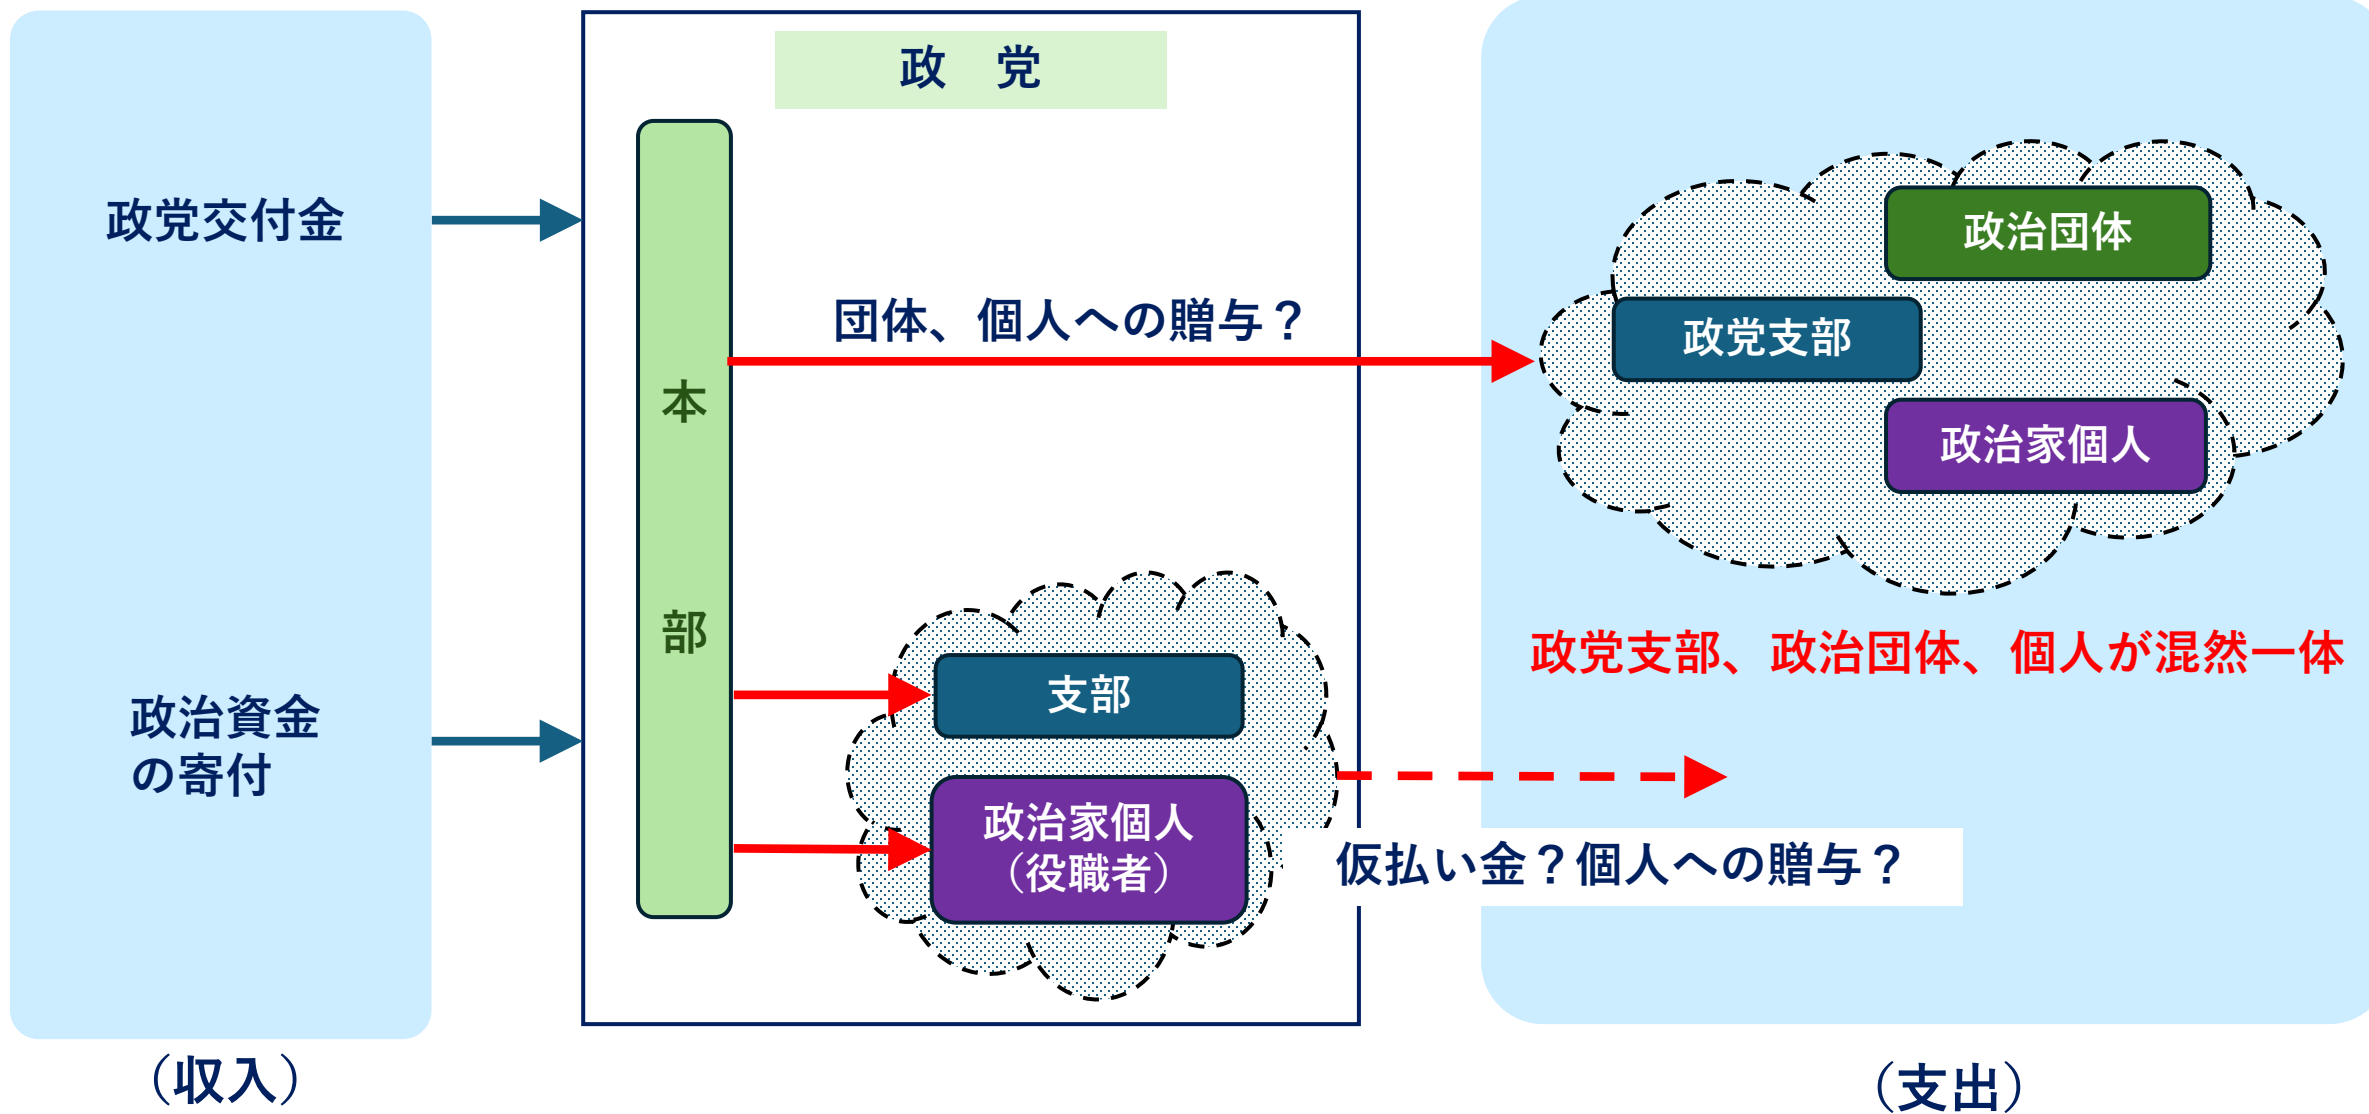 政　党
政党交付金
政治資金
の寄付
（収入）
本
部
団体、個人への贈与？
支部
政治家個人
（役職者）
政治団体
政党支部
政治家個人
政党支部、政治団体、個人が混然一体
仮払い金？個人への贈与？
（支出）